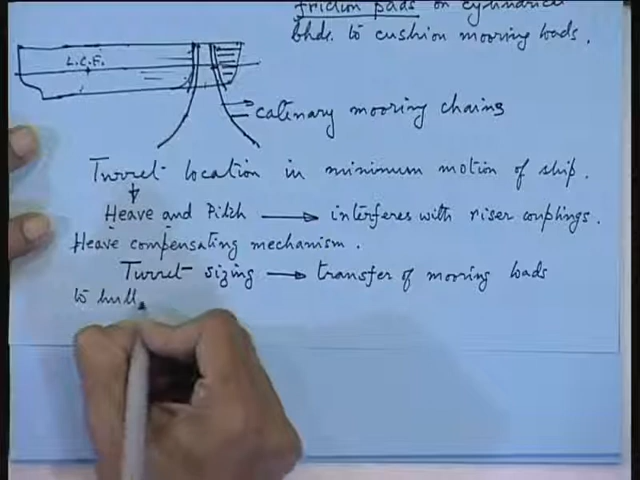 friction pads on cylindrical
bhds. to cushion mooring loads.
L.C.F.
catenary mooring chains
Turret location in minimum motion of ship.
Heave and Pitch → interferes with riser couplings.
Heave compensating mechanism.
Turret sizing → transfer of mooring loads
to hull.